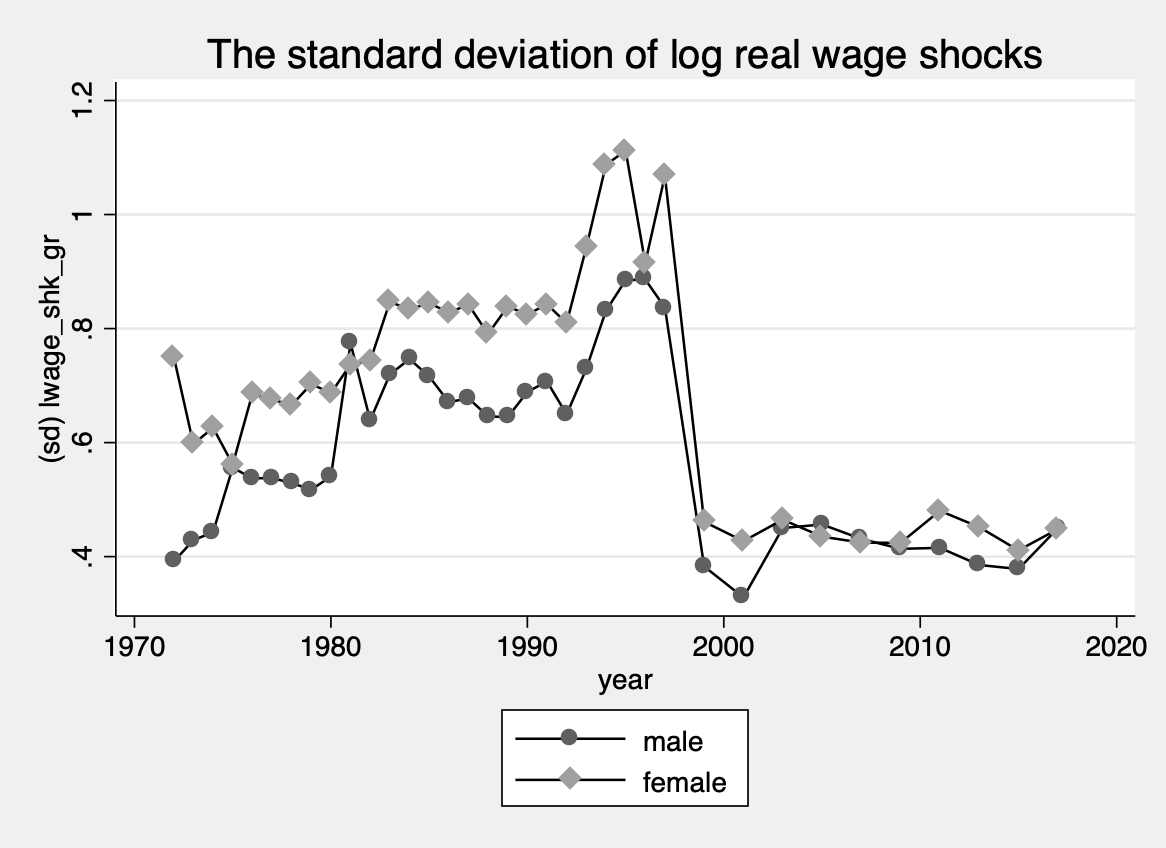 The standard deviation of log real wage shocks
(sd) lwage_shk_gr
1.2
1
.8
.6
.4
1970 1980 1990 2000 2010 2020
year
male
female